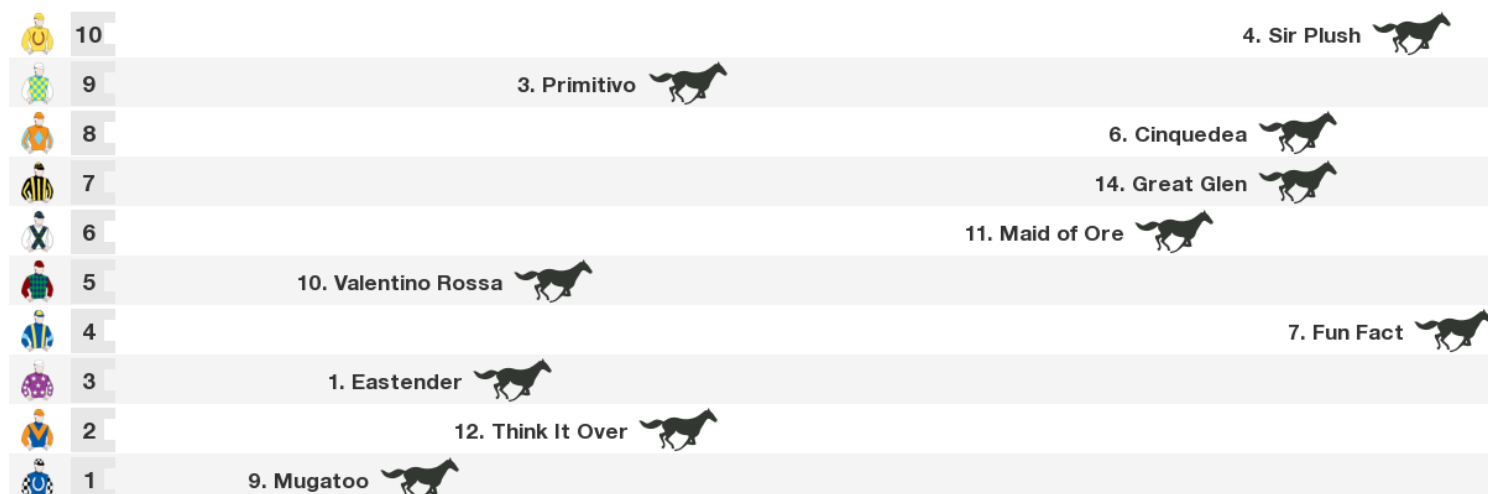 10 4. Sir Plush
9 3. Primitivo
8 6. Cinquedea
7 14. Great Glen
6 11. Maid of Ore
5 10. Valentino Rossa
4 7. Fun Fact
3 1. Eastender
2 12. Think It Over
1 9. Mugatoo